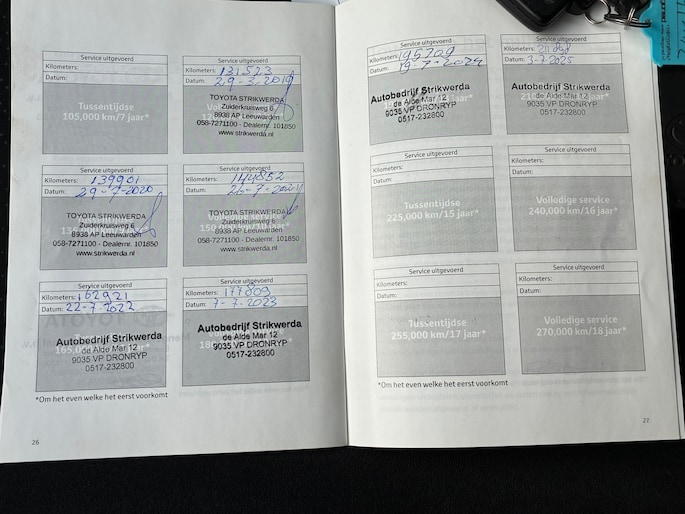 Service uitgevoerd
Kilometers:
Datum:
Tussentijdse
105,000 km/7 jaar*
Service uitgevoerd
Kilometers: 131523
Datum: 29-3-2019
TOYOTA STRIKWERDA
Zuiderkruisweg 6
8938 AP Leeuwarden
058-7271100 - Dealernr. 101850
www.strikwerda.nl
Service uitgevoerd
Kilometers: 139901
Datum: 29-7-2020
TOYOTA STRIKWERDA
Zuiderkruisweg 6
8938 AP Leeuwarden
058-7271100 - Dealernr. 101850
www.strikwerda.nl
Service uitgevoerd
Kilometers: 144852
Datum:
TOYOTA STRIKWERDA
Zuiderkruisweg 6
8938 AP Leeuwarden
058-7271100 - Dealernr. 101850
www.strikwerda.nl
Service uitgevoerd
Kilometers: 162921
Datum: 22-7-2022
Autobedrijf Strikwerda
de Alde Mar 12
9035 VP DRONRYP
0517-232800
Service uitgevoerd
Kilometers: 177809
Datum: 7-7-2023
Autobedrijf Strikwerda
de Alde Mar 12
9035 VP DRONRYP
0517-232800
*Om het even welke het eerst voorkomt
26
Service uitgevoerd
Kilometers: 195709
Datum: 19-7-2024
Autobedrijf Strikwerda
de Alde Mar 12
9035 VP DRONRYP
0517-232800
Service uitgevoerd
Kilometers:
Datum: 3-7-2025
Autobedrijf Strikwerda
de Alde Mar 12
9035 VP DRONRYP
0517-232800
Service uitgevoerd
Kilometers:
Datum:
Tussentijdse
225,000 km/15 jaar*
Service uitgevoerd
Kilometers:
Datum:
Volledige service
240,000 km/16 jaar*
Service uitgevoerd
Kilometers:
Datum:
Tussentijdse
255,000 km/17 jaar*
Service uitgevoerd
Kilometers:
Datum:
Volledige service
270,000 km/18 jaar*
*Om het even welke het eerst voorkomt
27